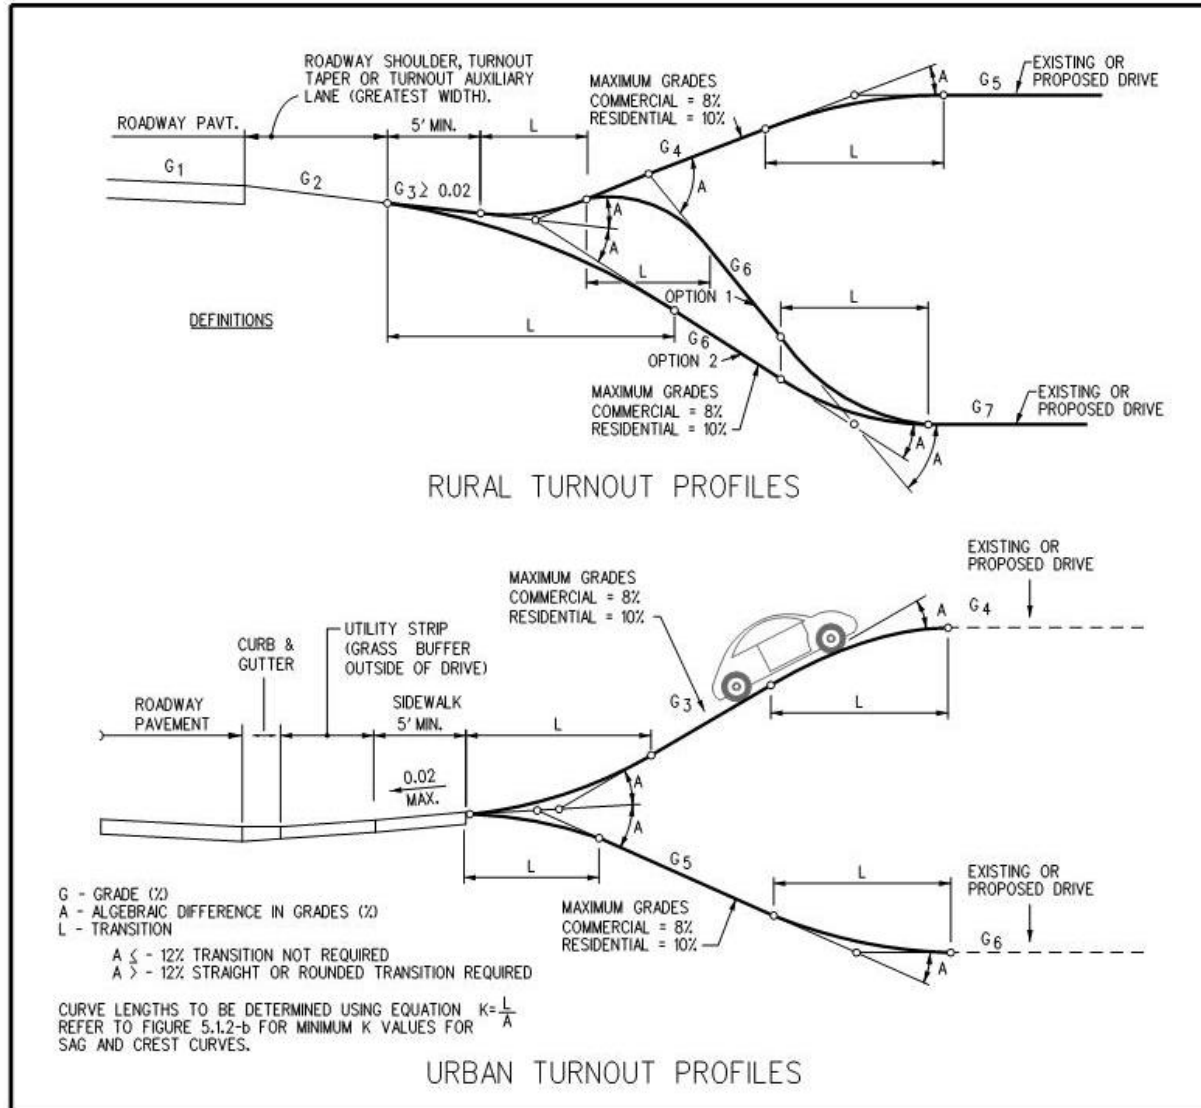 ROADWAY SHOULDER, TURNOUT
TAPER OR TURNOUT AUXILIARY
LANE (GREATEST WIDTH).
MAXIMUM GRADES
COMMERCIAL = 8%
RESIDENTIAL = 10%
A
G5
EXISTING OR
PROPOSED DRIVE
ROADWAY PAVT.
5' MIN.
L
G4
L
G1
G2
G3 ≥ 0.02
A
A
A
L
G6
OPTION 1
L
DEFINITIONS
L
G6
OPTION 2
MAXIMUM GRADES
COMMERCIAL = 8%
RESIDENTIAL = 10%
G7
EXISTING OR
PROPOSED DRIVE
A
A
RURAL TURNOUT PROFILES
EXISTING OR
PROPOSED DRIVE
MAXIMUM GRADES
COMMERCIAL = 8%
RESIDENTIAL = 10%
A
G4
UTILITY STRIP
(GRASS BUFFER
OUTSIDE OF DRIVE)
CURB &
GUTTER
ROADWAY
PAVEMENT
SIDEWALK
5' MIN.
L
G3
L
0.02
MAX.
A
A
L
G5
L
EXISTING OR
PROPOSED DRIVE
G6
A
MAXIMUM GRADES
COMMERCIAL = 8%
RESIDENTIAL = 10%
G - GRADE (%)
A - ALGEBRAIC DIFFERENCE IN GRADES (%)
L - TRANSITION
A ≤ - 12% TRANSITION NOT REQUIRED
A > - 12% STRAIGHT OR ROUNDED TRANSITION REQUIRED
CURVE LENGTHS TO BE DETERMINED USING EQUATION K=L/A
REFER TO FIGURE 5.1.2-b FOR MINIMUM K VALUES FOR
SAG AND CREST CURVES.
URBAN TURNOUT PROFILES